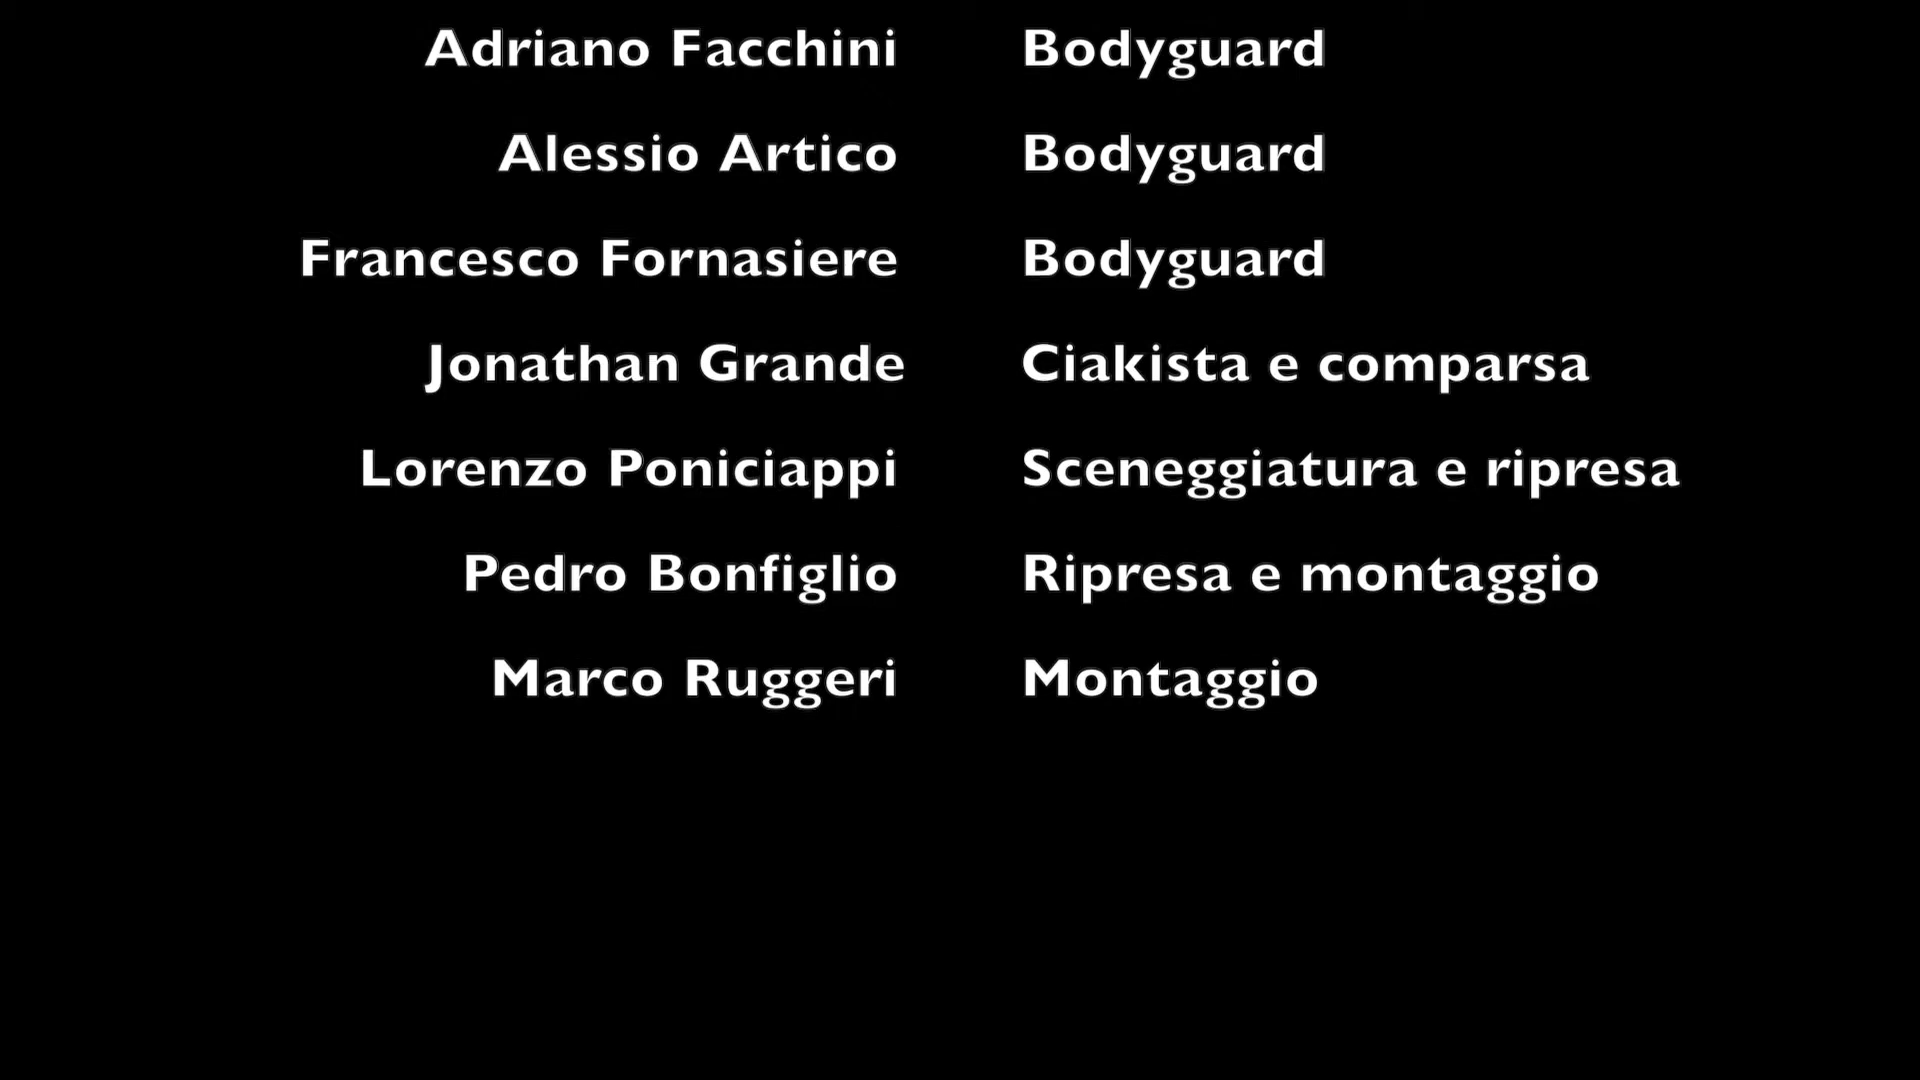 Adriano Facchini Bodyguard
Alessio Artico Bodyguard
Francesco Fornasiere Bodyguard
Jonathan Grande Ciakista e comparsa
Lorenzo Poniciappi Sceneggiatura e ripresa
Pedro Bonfiglio Ripresa e montaggio
Marco Ruggeri Montaggio